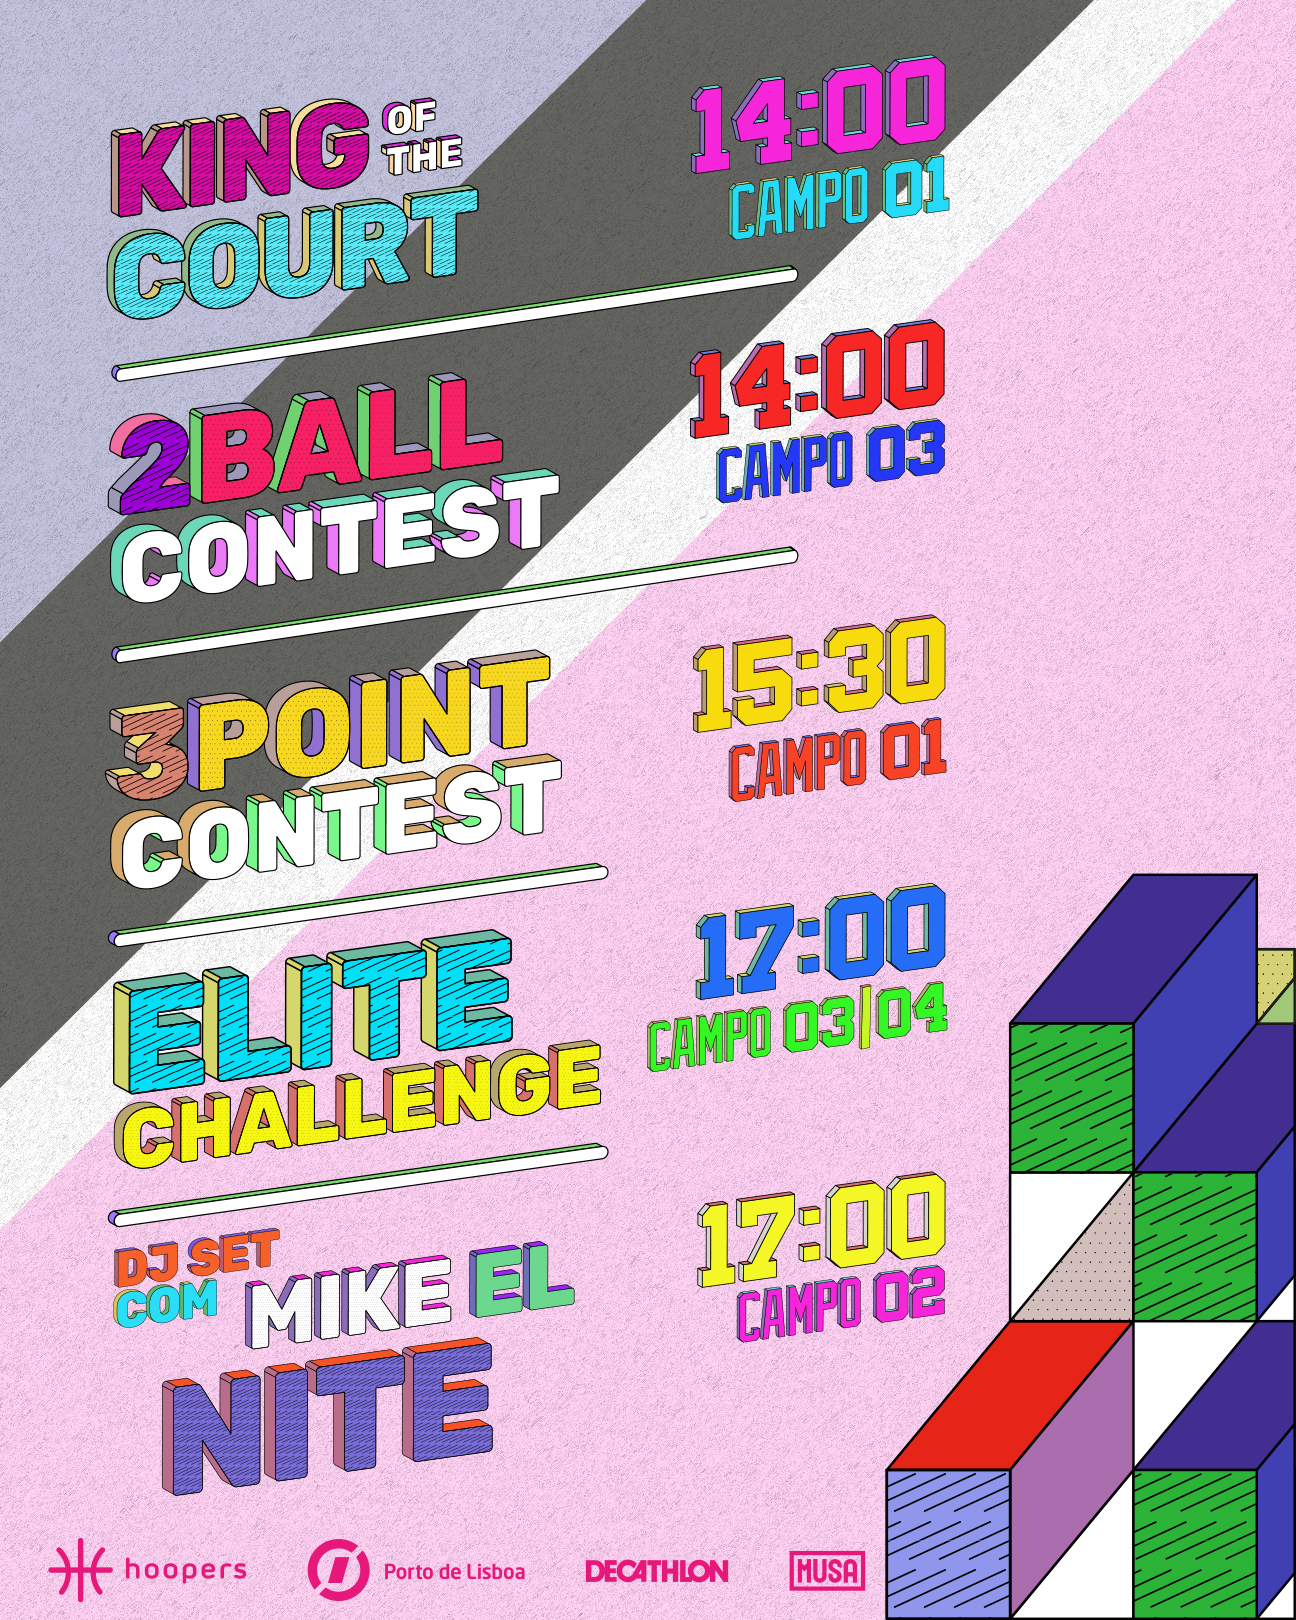 KING OF THE
COURT
14:00
CAMPO 01
2BALL
CONTEST
14:00
CAMPO 03
3POINT
CONTEST
15:30
CAMPO 01
ELITE
CHALLENGE
17:00
CAMPO 03|04
DJ SET
COM MIKE EL
NITE
17:00
CAMPO 02
hoopers
Porto de Lisboa
DECATHLON
MUSA